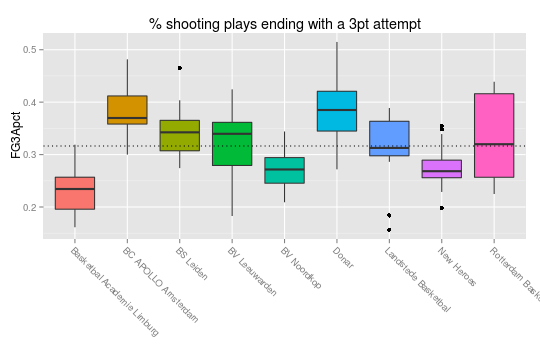 % shooting plays ending with a 3pt attempt
FG3Apct
0.5
0.4
0.3
0.2
Basketbal Academie Limburg
BC APOLLO Amsterdam
BS Leiden
BV Leeuwarden
BV Noordkop
Donar
Landstede Basketbal
New Heroes
Rotterdam